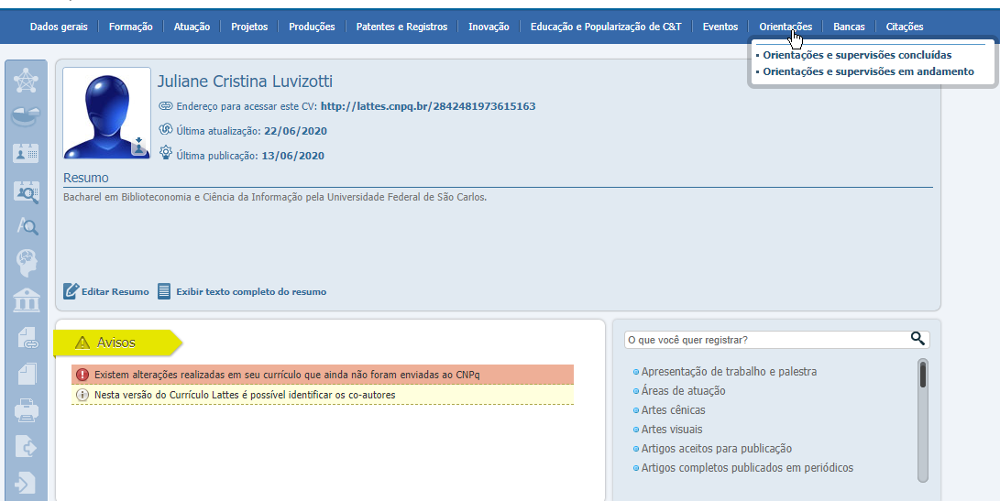 Dados gerais Formação Atuação Projetos Produções Patentes e Registros Inovação Educação e Popularização de C&T Eventos Orientações Bancas Citações
Orientações e supervisões concluídas
Orientações e supervisões em andamento
Juliane Cristina Luvizotti
Endereço para acessar este CV: http://lattes.cnpq.br/2842481973615163
Última atualização: 22/06/2020
Última publicação: 13/06/2020
Resumo
Bacharel em Biblioteconomia e Ciência da Informação pela Universidade Federal de São Carlos.
Editar Resumo Exibir texto completo do resumo
Avisos
Existem alterações realizadas em seu currículo que ainda não foram enviadas ao CNPq
Nesta versão do Currículo Lattes é possível identificar os co-autores
O que você quer registrar?
Apresentação de trabalho e palestra
Áreas de atuação
Artes cênicas
Artes visuais
Artigos aceitos para publicação
Artigos completos publicados em periódicos